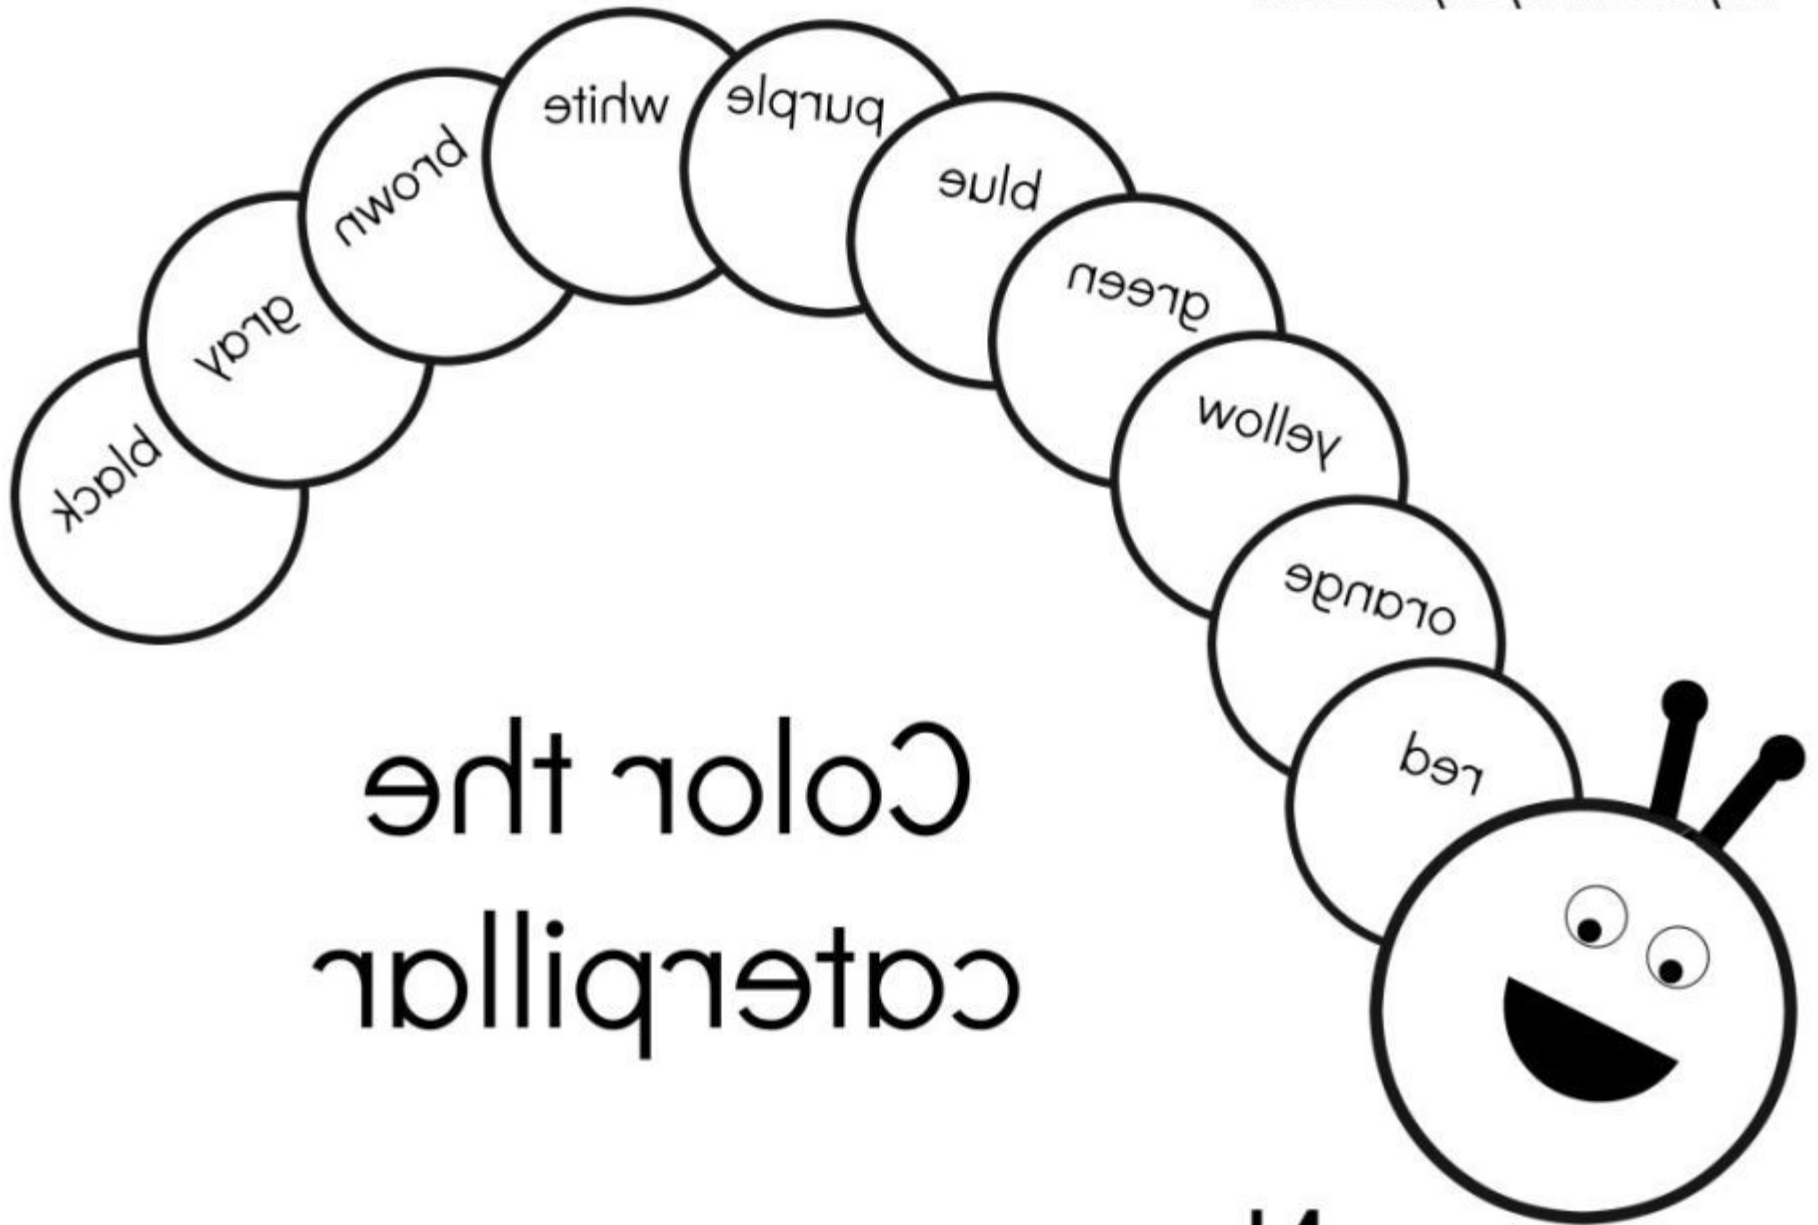 white
purple
brown
blue
green
gray
yellow
black
orange
red
Color the
caterpillar